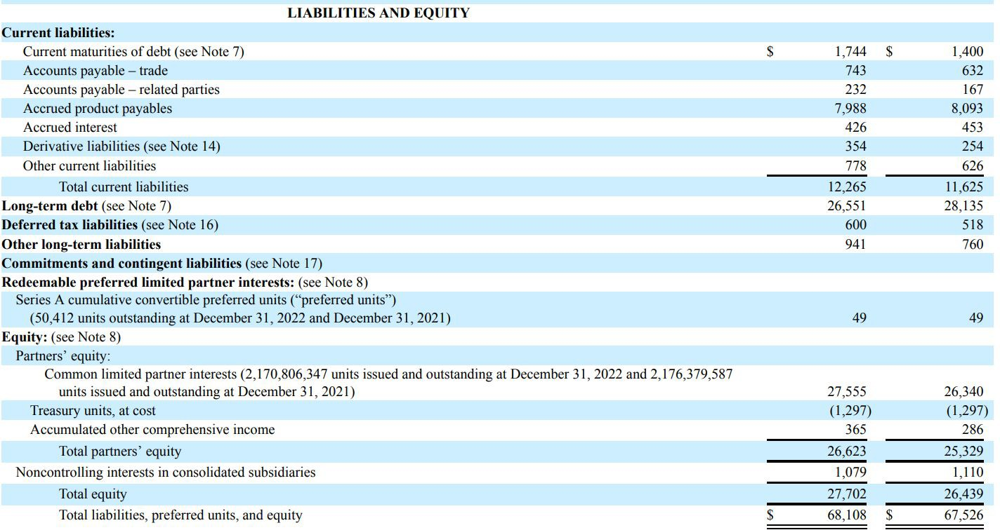 LIABILITIES AND EQUITY
Current liabilities:
Current maturities of debt (see Note 7) $ 1,744 $ 1,400
Accounts payable – trade 743 632
Accounts payable – related parties 232 167
Accrued product payables 7,988 8,093
Accrued interest 426 453
Derivative liabilities (see Note 14) 354 254
Other current liabilities 778 626
Total current liabilities 12,265 11,625
Long-term debt (see Note 7) 26,551 28,135
Deferred tax liabilities (see Note 16) 600 518
Other long-term liabilities 941 760
Commitments and contingent liabilities (see Note 17)
Redeemable preferred limited partner interests: (see Note 8)
Series A cumulative convertible preferred units (“preferred units”)
(50,412 units outstanding at December 31, 2022 and December 31, 2021) 49 49
Equity: (see Note 8)
Partners’ equity:
Common limited partner interests (2,170,806,347 units issued and outstanding at December 31, 2022 and 2,176,379,587
units issued and outstanding at December 31, 2021) 27,555 26,340
Treasury units, at cost (1,297) (1,297)
Accumulated other comprehensive income 365 286
Total partners’ equity 26,623 25,329
Noncontrolling interests in consolidated subsidiaries 1,079 1,110
Total equity 27,702 26,439
Total liabilities, preferred units, and equity $ 68,108 $ 67,526